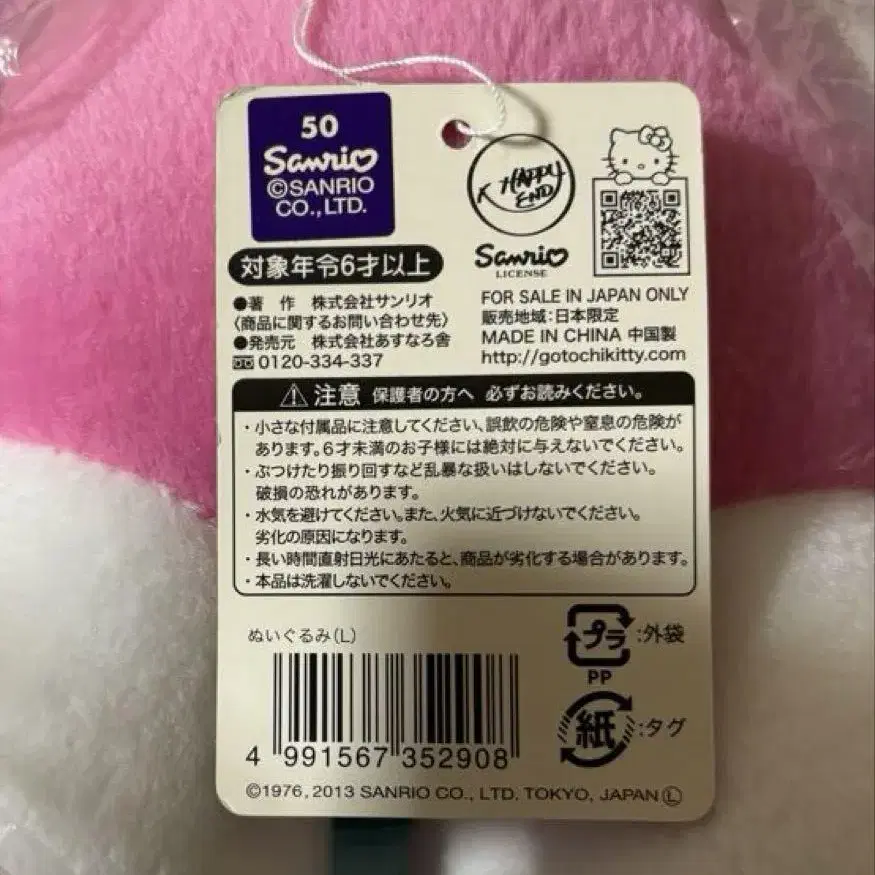 50
Sanrio
©SANRIO
CO.,LTD.
HAPPY
END
Sanrio
LICENSE
対象年令6才以上
●著 作 株式会社サンリオ
〈商品に関するお問い合わせ先〉
●発売元 株式会社あすなろ舎
0120-334-337
FOR SALE IN JAPAN ONLY
販売地域:日本限定
MADE IN CHINA 中国製
http://gotochikitty.com
注意 保護者の方へ 必ずお読みください。
・小さな付属品に注意してください、誤飲の危険や窒息の危険が
あります。6才未満のお子様には絶対に与えないでください。
・ぶつけたり振り回すなど乱暴な扱いはしないでください。
破損の恐れがあります。
・水気を避けてください。また、火気に近づけないでください。
劣化の原因になります。
・長い時間直射日光にあたると、商品が劣化する場合があります。
・本品は洗濯しないでください。
ぬいぐるみ(L)
プラ:外袋
PP
紙:タグ
4 991567 352908
©1976, 2013 SANRIO CO., LTD. TOKYO, JAPAN Ⓛ